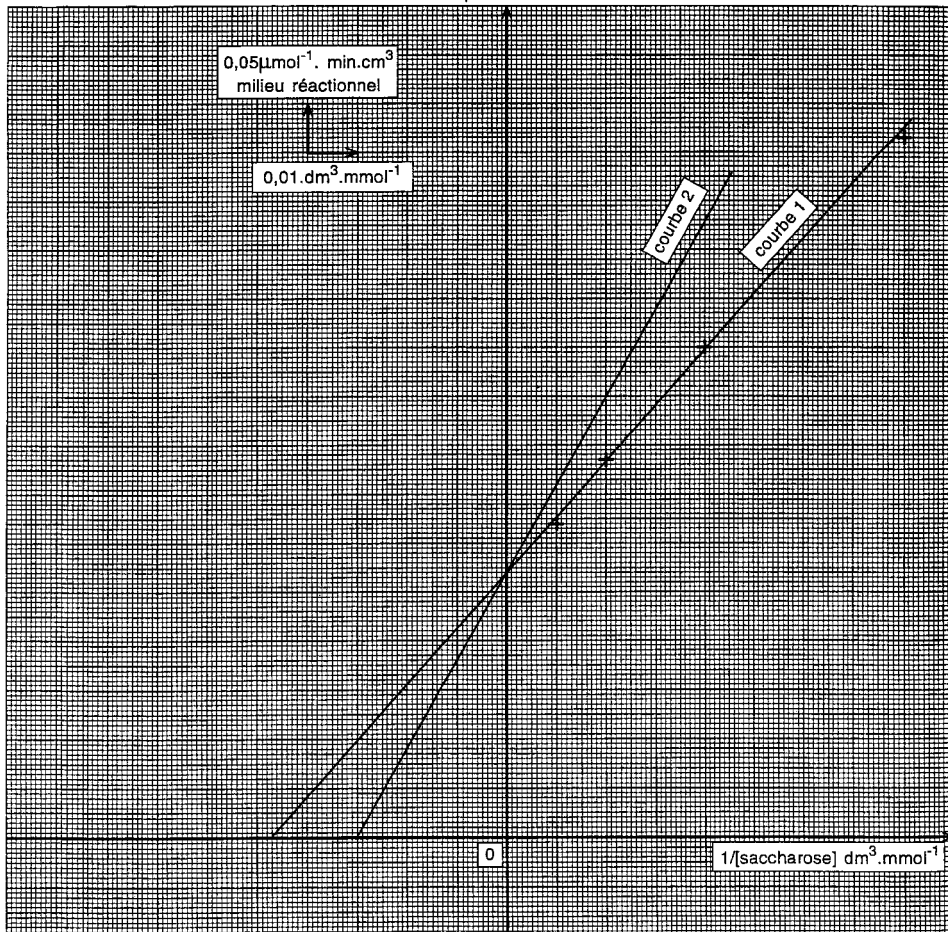 0,05µmol⁻¹. min.cm³
milieu réactionnel
0,01.dm³.mmol⁻¹
courbe 2
courbe 1
0
1/[saccharose] dm³.mmol⁻¹